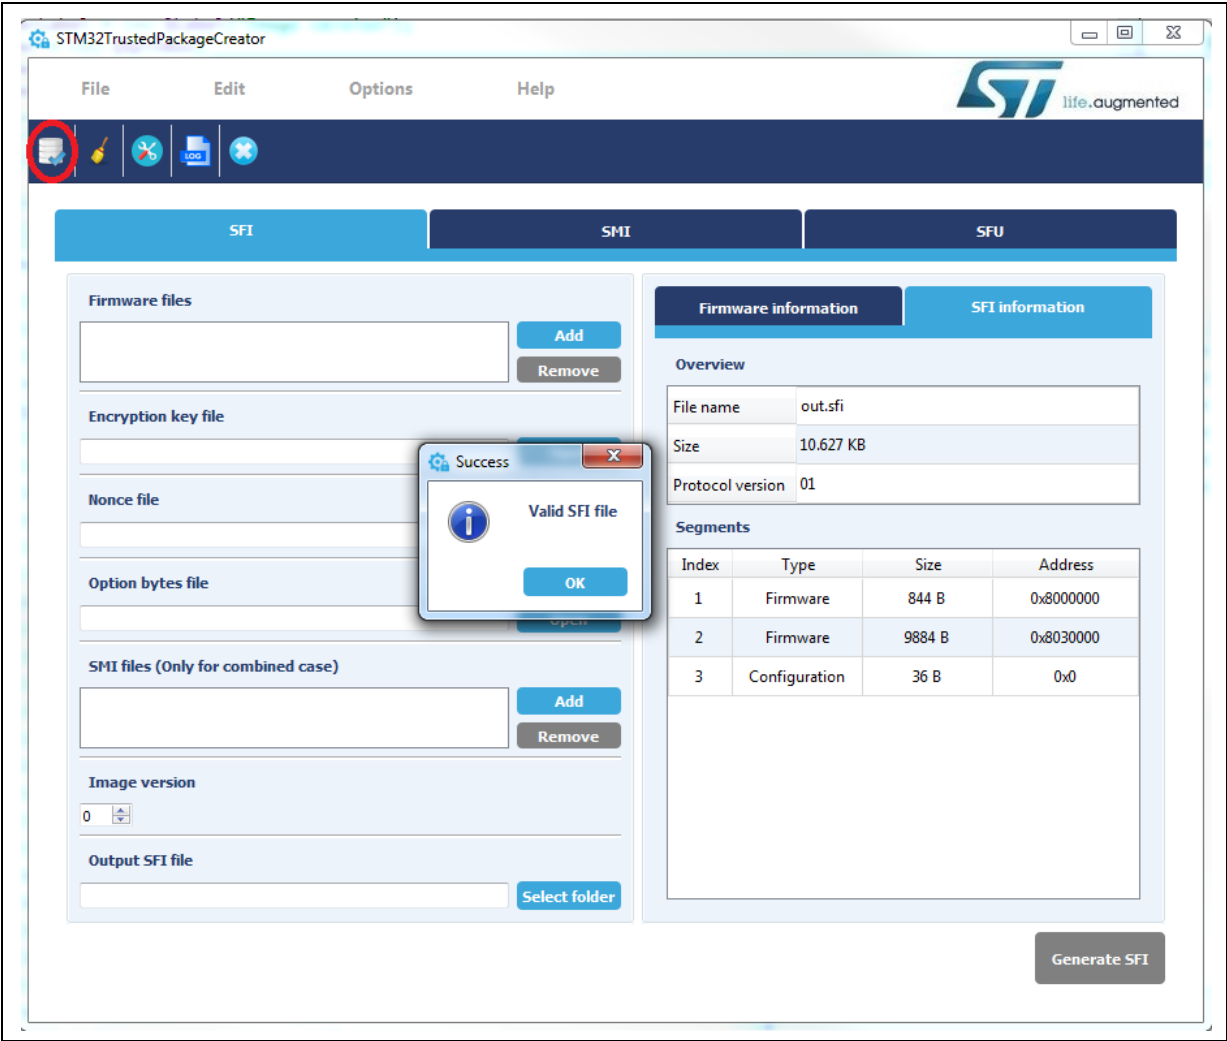 STM32TrustedPackageCreator
File Edit Options Help
life.augmented
LOG
SFI SMI SFU
Firmware files
Add
Remove
Encryption key file
Nonce file
Option bytes file
Open
SMI files (Only for combined case)
Add
Remove
Image version
0
Output SFI file
Select folder
Success
Valid SFI file
OK
Firmware information SFI information
Overview
File name out.sfi
Size 10.627 KB
Protocol version 01
Segments
Index Type Size Address
1 Firmware 844 B 0x8000000
2 Firmware 9884 B 0x8030000
3 Configuration 36 B 0x0
Generate SFI